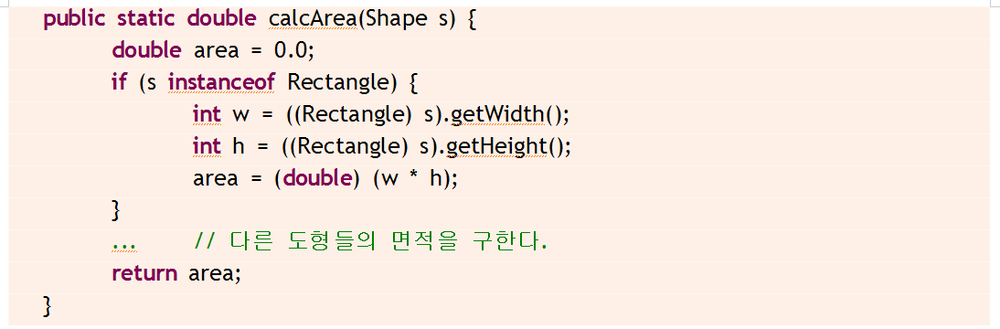 public static double calcArea(Shape s) {
double area = 0.0;
if (s instanceof Rectangle) {
int w = ((Rectangle) s).getWidth();
int h = ((Rectangle) s).getHeight();
area = (double) (w * h);
}
... // 다른 도형들의 면적을 구한다.
return area;
}